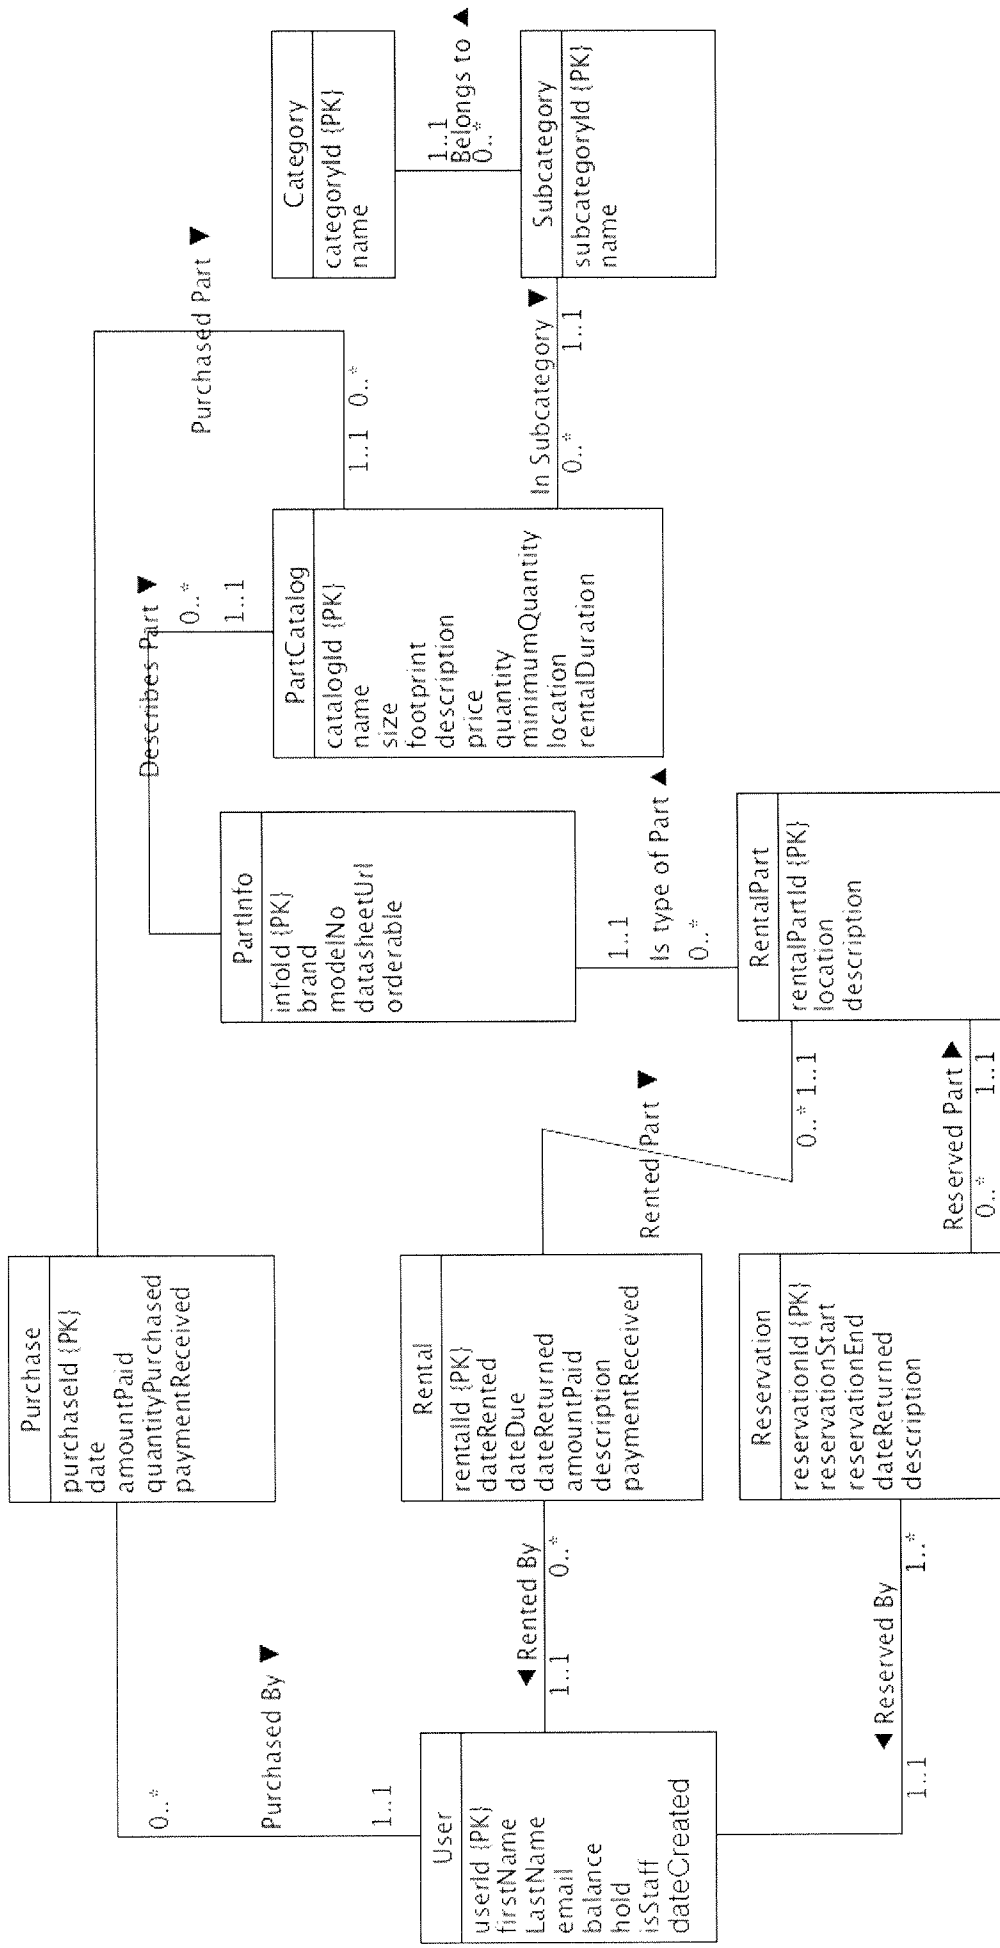 Purchase
purchaseId {PK}
date
amountPaid
quantityPurchased
paymentReceived
Purchased Part ▼
1..1 0..*
Describes Part ▼
0..*
1..1
Category
categoryId {PK}
name
1..1
Belongs to ▲
0..*
Purchased By ▼
0..*
1..1
PartInfo
infoId {PK}
brand
modelNo
datasheetUrl
orderable
PartCatalog
catalogId {PK}
name
size
footprint
description
price
quantity
minimumQuantity
location
rentalDuration
In Subcategory ▼
0..*
1..1
Subcategory
subcategoryId {PK}
name
User
userId {PK}
firstName
LastName
email
balance
hold
isStaff
dateCreated
◀ Rented By
1..1
0..*
Rental
rentalId {PK}
dateRented
dateDue
dateReturned
amountPaid
description
paymentReceived
Rented Part ▼
0..* 1..1
1..1
Is type of Part ▲
0..*
◀ Reserved By
1..1
1..*
Reservation
reservationId {PK}
reservationStart
reservationEnd
dateReturned
description
Reserved Part ▶
0..*
1..1
RentalPart
rentalPartId {PK}
location
description